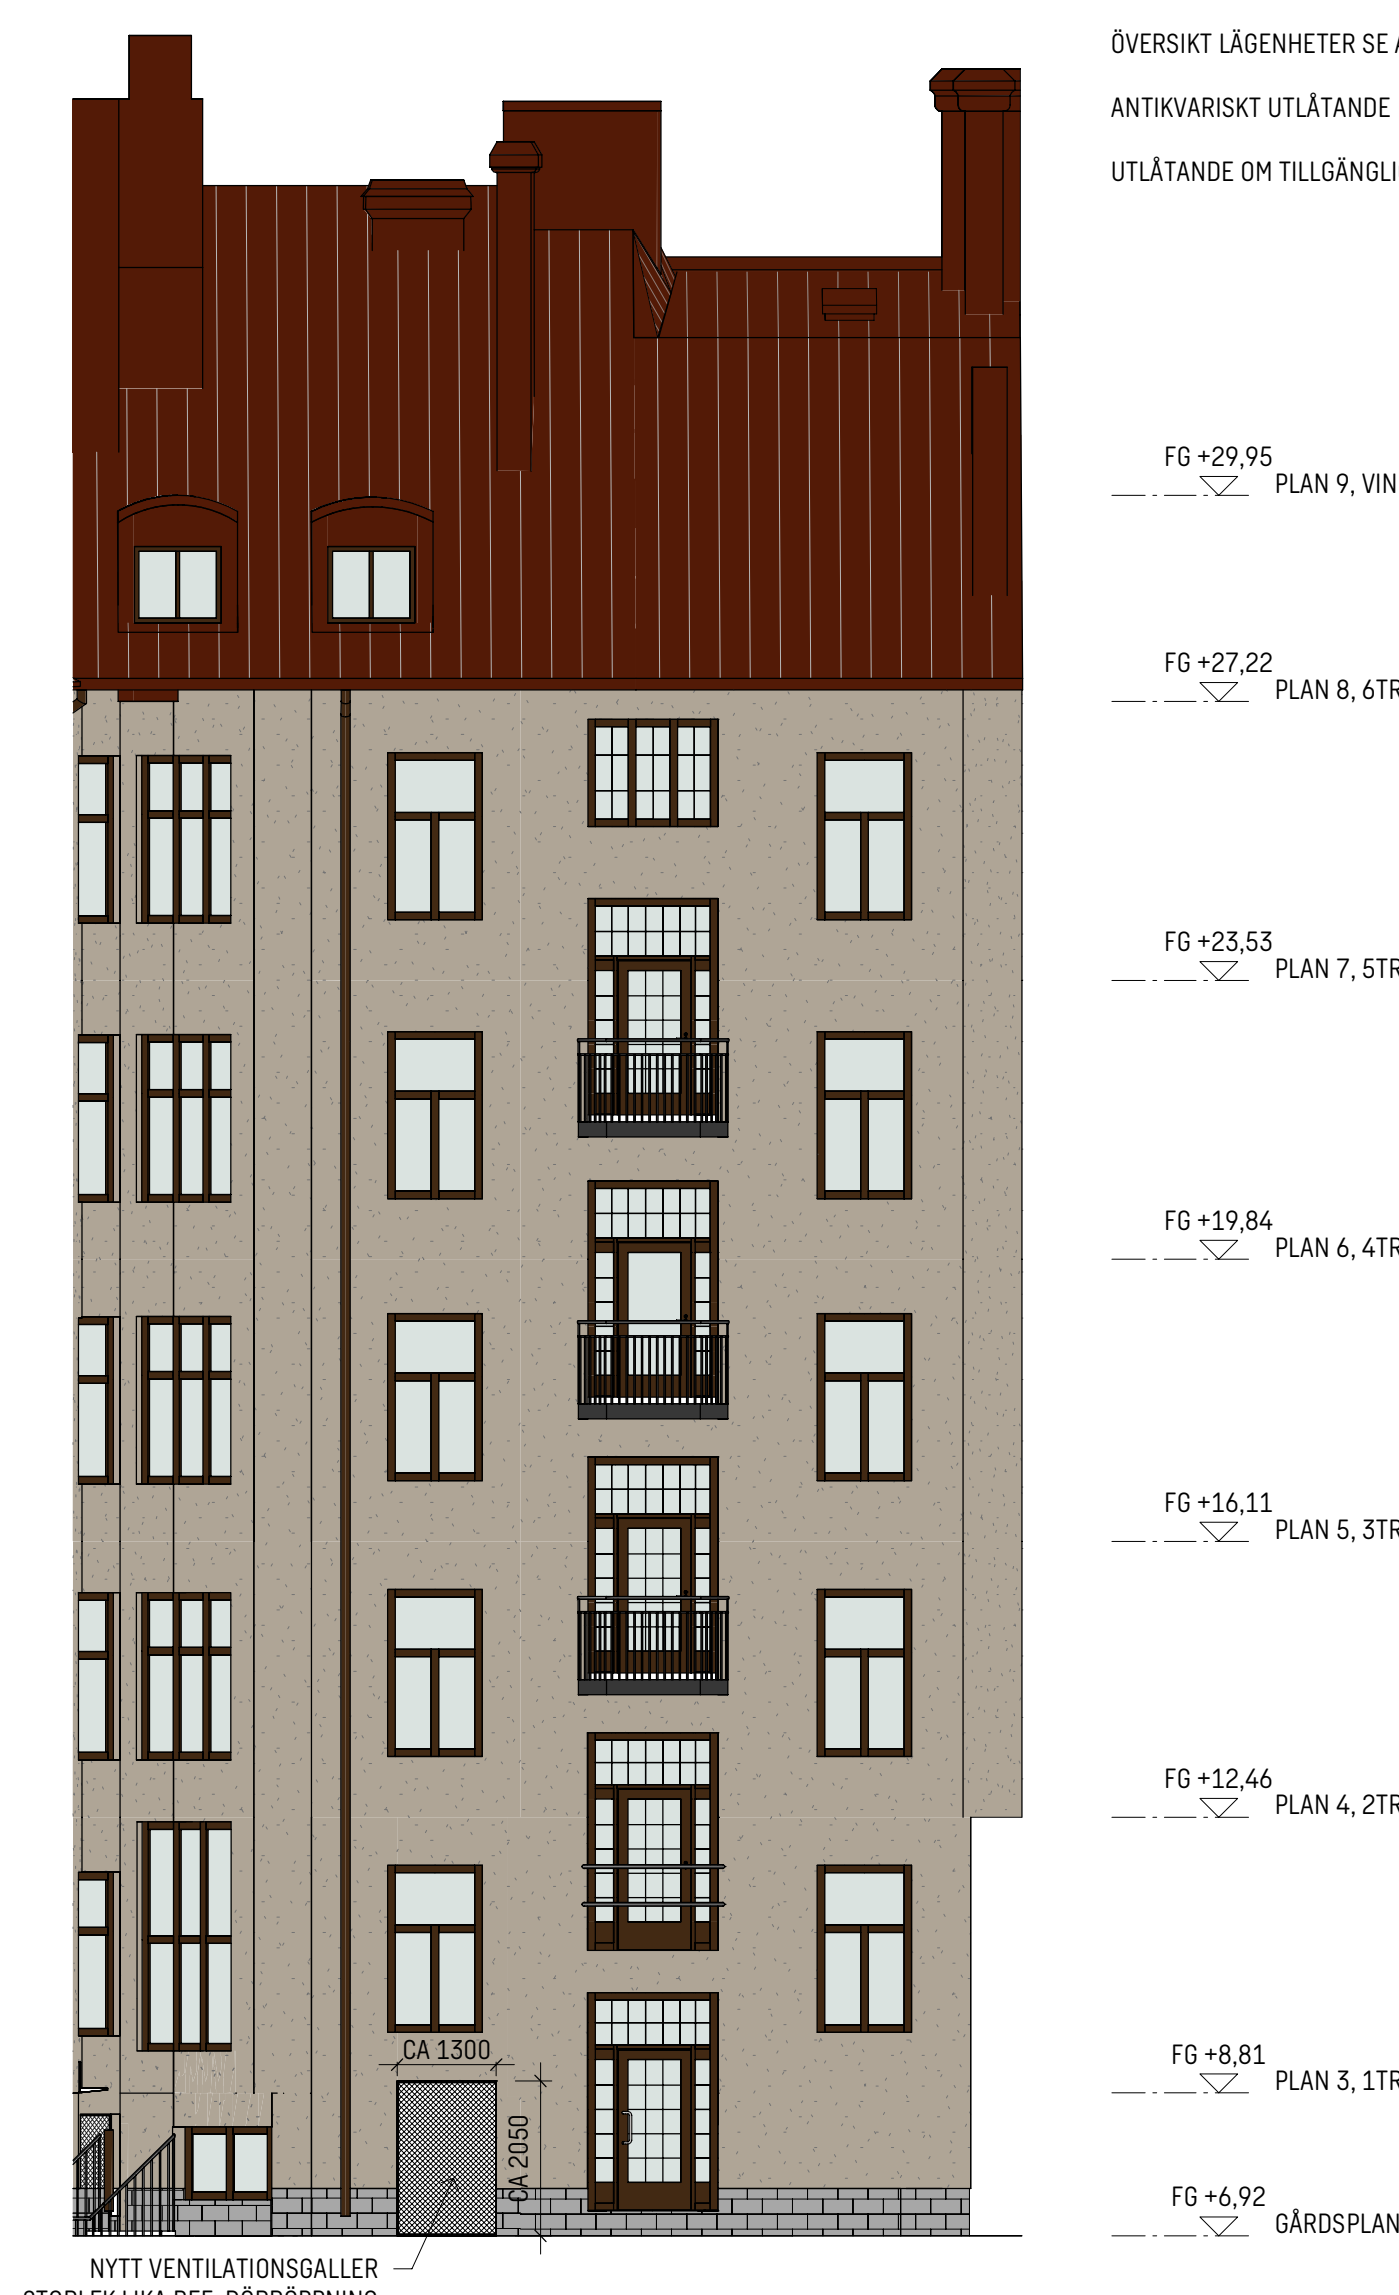 ÖVERSIKT LÄGENHETER SE
ANTIKVARISKT UTLÅTANDE
UTLÅTANDE OM
FG +29,95
PLAN 9,
FG +27,22
PLAN 8, 6TR
FG +23,53
PLAN 7, 5TR
FG +19,84
PLAN 6, 4TR
FG +16,11
PLAN 5, 3TR
FG +12,46
PLAN 4, 2TR
FG +8,81
PLAN 3, 1TR
FG +6,92
GÅRDSPLAN
CA 1300
CA 2050
NYTT VENTILATIONSGALLER